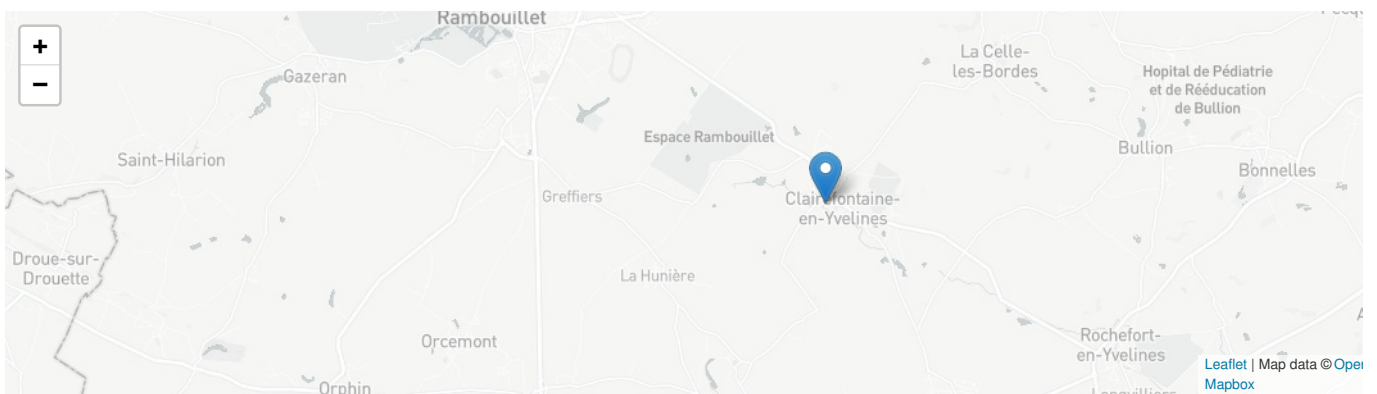 Rambouillet
+
−
La Celle-
les-Bordes
Gazeran
Hopital de Pédiatrie
et de Rééducation
de Bullion
Espace Rambouillet
Bullion
Saint-Hilarion
Bonnelles
Greffiers
Clairefontaine-
en-Yvelines
Droue-sur-
Drouette
La Hunière
Orcemont
Rochefort-
en-Yvelines
Leaflet | Map data © Oper
Mapbox
Orphin